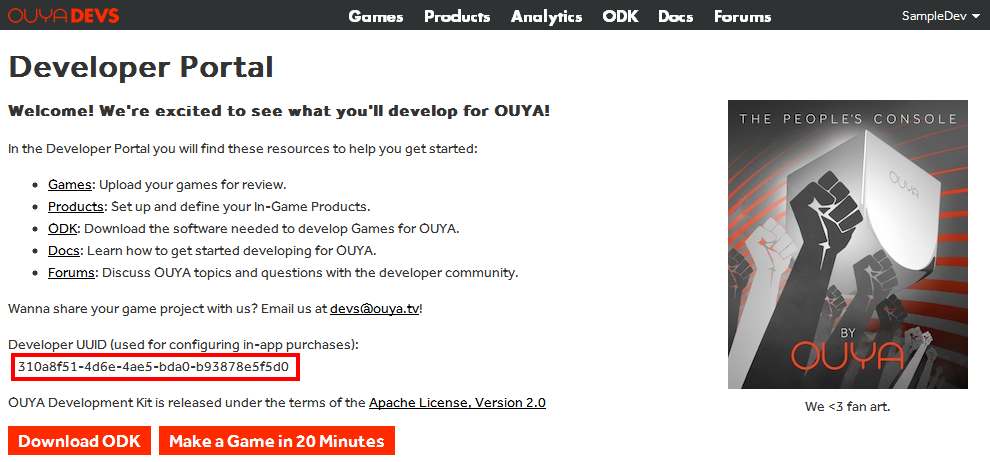 OUYA DEVS Games Products Analytics ODK Docs Forums SampleDev
Developer Portal
Welcome! We're excited to see what you'll develop for OUYA!
In the Developer Portal you will find these resources to help you get started:
Games: Upload your games for review.
Products: Set up and define your In-Game Products.
ODK: Download the software needed to develop Games for OUYA.
Docs: Learn how to get started developing for OUYA.
Forums: Discuss OUYA topics and questions with the developer community.
Wanna share your game project with us? Email us at devs@ouya.tv!
Developer UUID (used for configuring in-app purchases):
310a8f51-4d6e-4ae5-bda0-b93878e5f5d0
OUYA Development Kit is released under the terms of the Apache License, Version 2.0
Download ODK Make a Game in 20 Minutes
THE PEOPLE'S CONSOLE
OUYA
BY
OUYA
We <3 fan art.